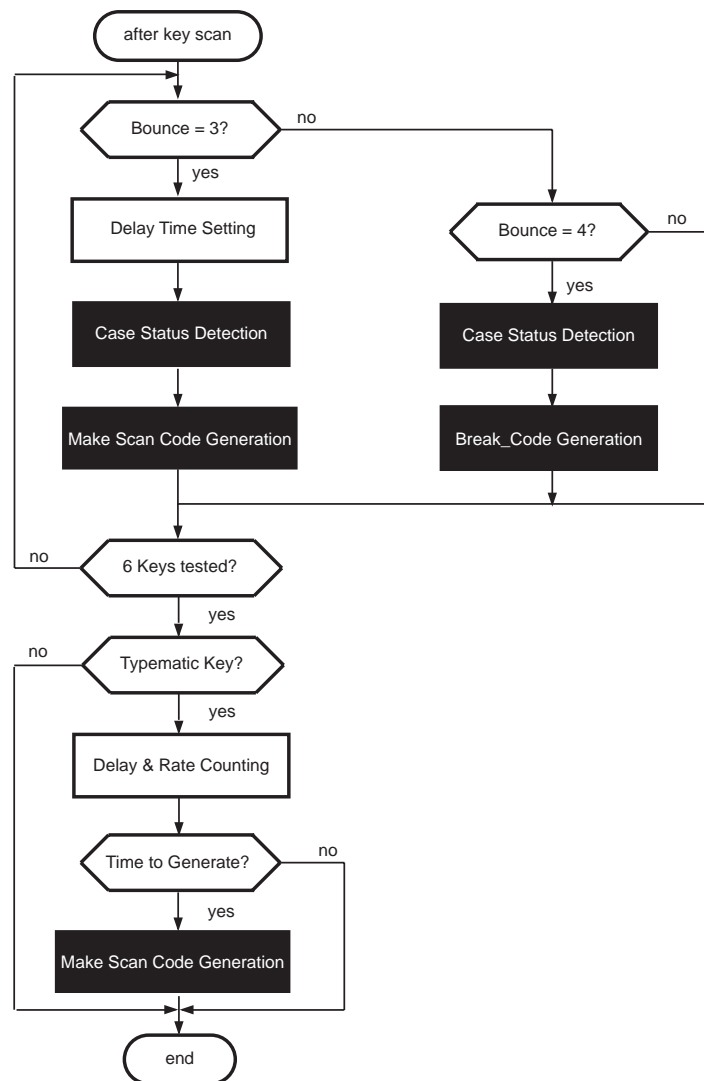 after key scan
Bounce = 3?
no
yes
Delay Time Setting
Bounce = 4?
no
yes
Case Status Detection
Case Status Detection
Make Scan Code Generation
Break_Code Generation
no
6 Keys tested?
yes
no
Typematic Key?
yes
Delay & Rate Counting
Time to Generate?
no
yes
Make Scan Code Generation
end